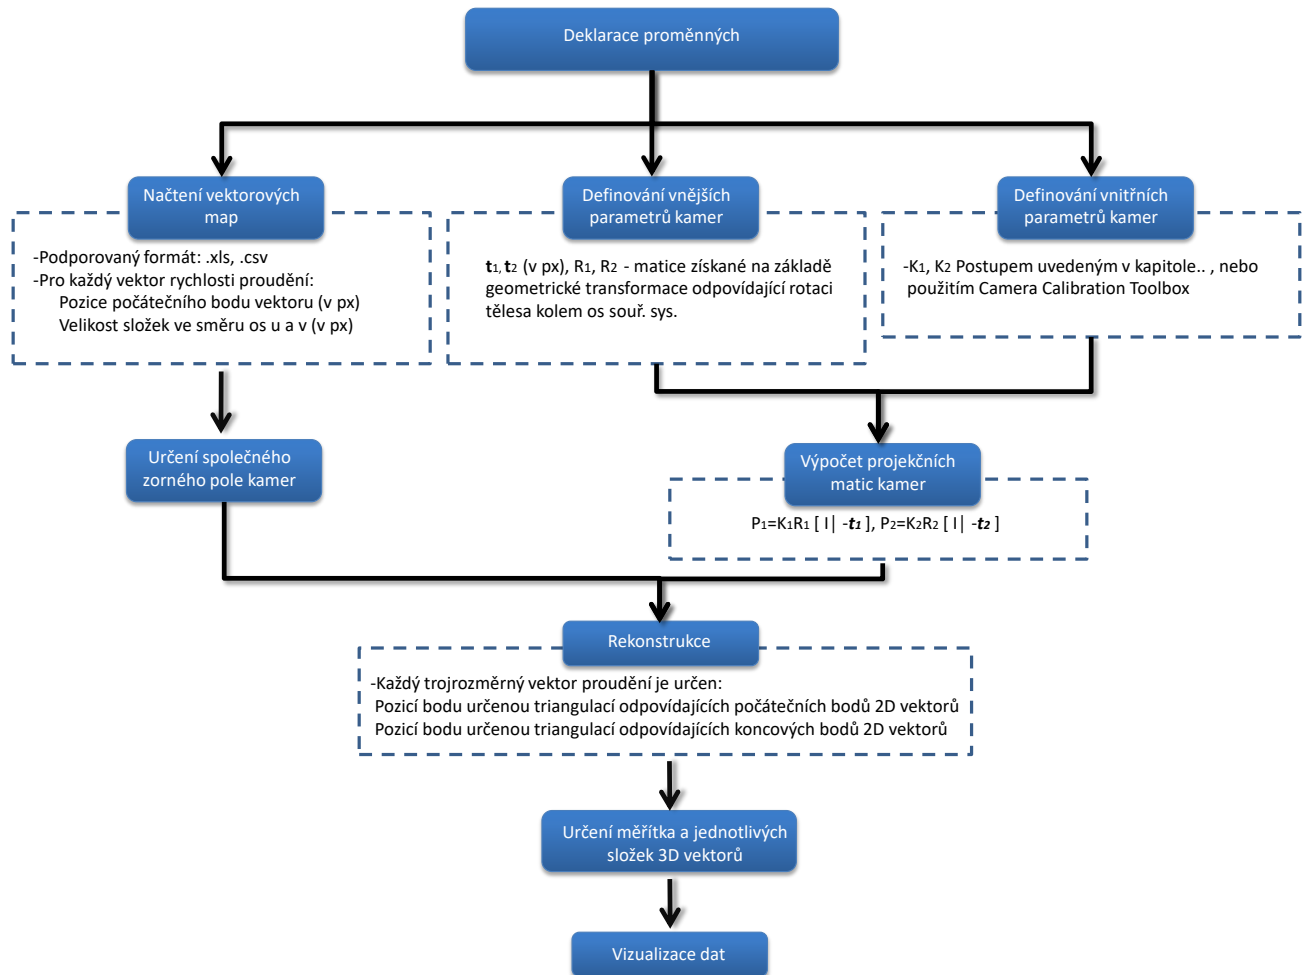 Deklarace proměnných
Načtení vektorových
map
-Podporovaný formát: .xls, .csv
-Pro každý vektor rychlosti proudění:
Pozice počátečního bodu vektoru (v px)
Velikost složek ve směru os u a v (v px)
Definování vnějších
parametrů kamer
t1, t2 (v px), R1, R2 - matice získané na základě
geometrické transformace odpovídající rotaci
tělesa kolem os souř. sys.
Definování vnitřních
parametrů kamer
-K1, K2 Postupem uvedeným v kapitole.. , nebo
použitím Camera Calibration Toolbox
Určení společného
zorného pole kamer
Výpočet projekčních
matic kamer
P1=K1R1 [ I| -t1 ], P2=K2R2 [ I| -t2 ]
Rekonstrukce
-Každý trojrozměrný vektor proudění je určen:
Pozicí bodu určenou triangulací odpovídajících počátečních bodů 2D vektorů
Pozicí bodu určenou triangulací odpovídajících koncových bodů 2D vektorů
Určení měřítka a jednotlivých
složek 3D vektorů
Vizualizace dat